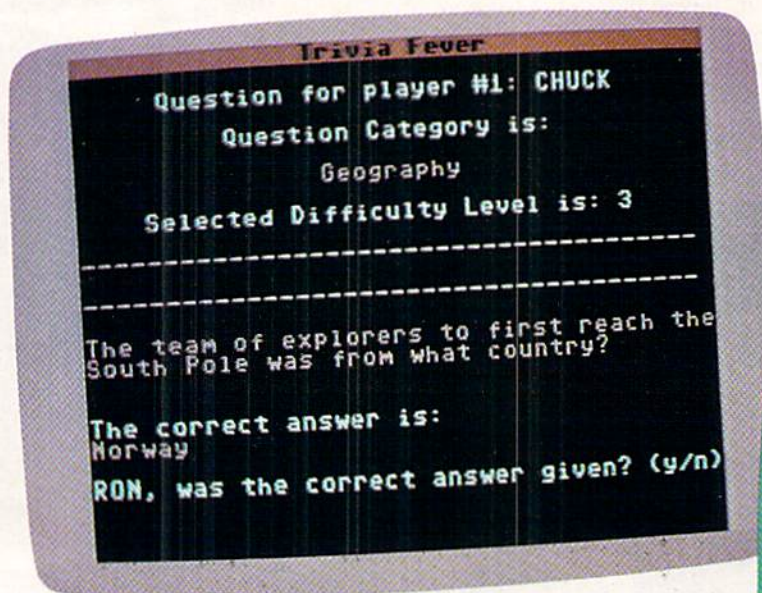 Trivia Fever
Question for player #1: CHUCK
Question Category is:
Geography
Selected Difficulty Level is: 3
----------------------------------------
----------------------------------------
The team of explorers to first reach the
South Pole was from what country?
The correct answer is:
Norway
RON, was the correct answer given? (y/n)